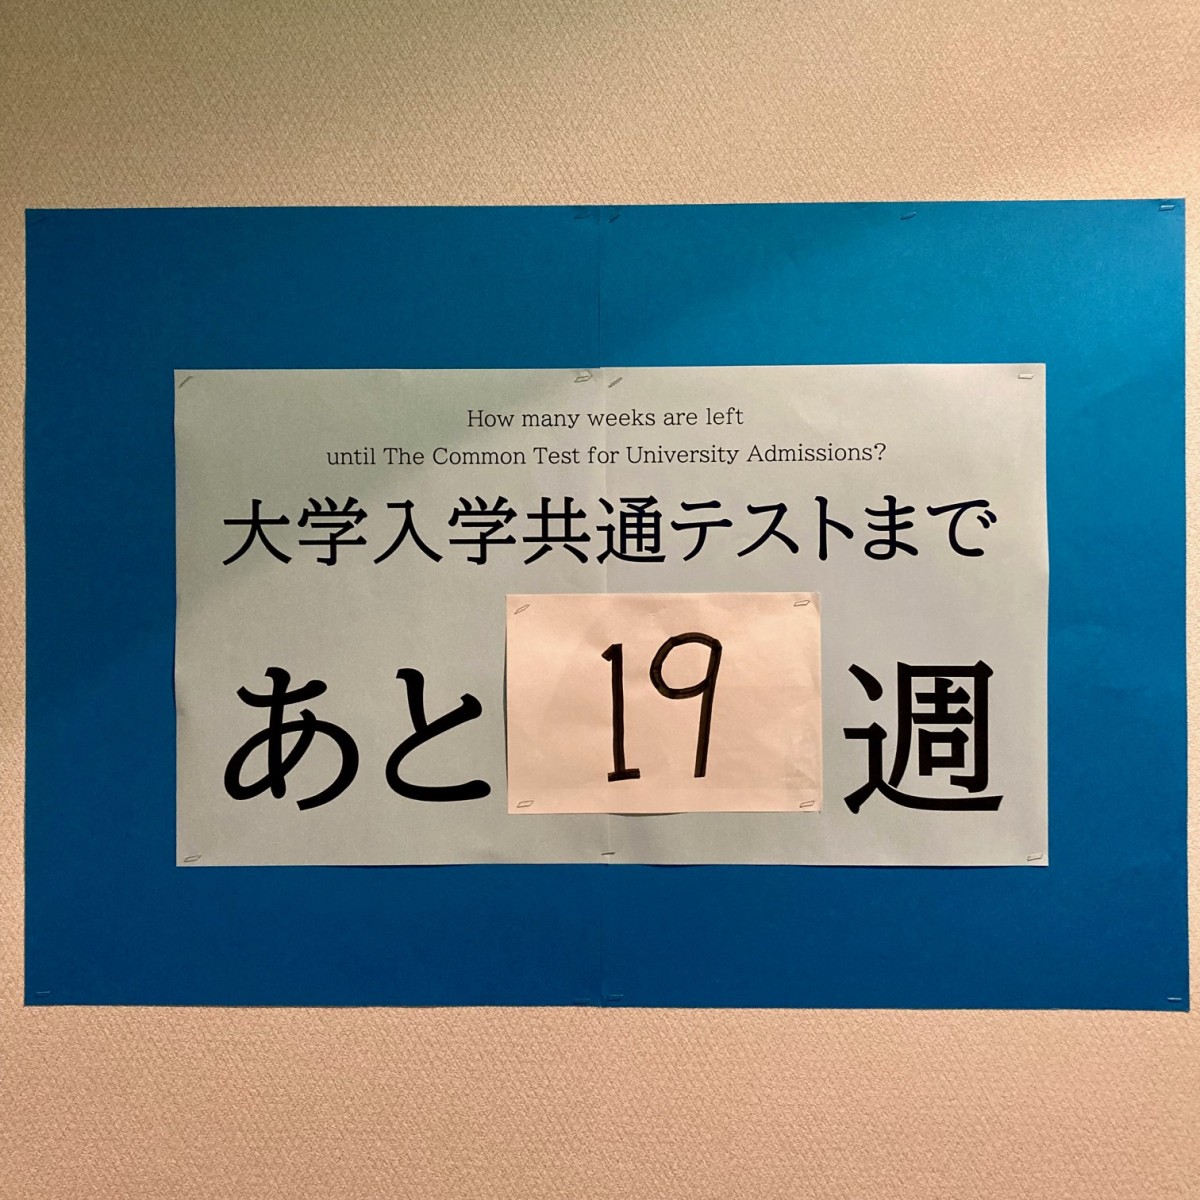 How many weeks are left
until The Common Test for University Admissions?
大学入学共通テストまで
あと 19 週